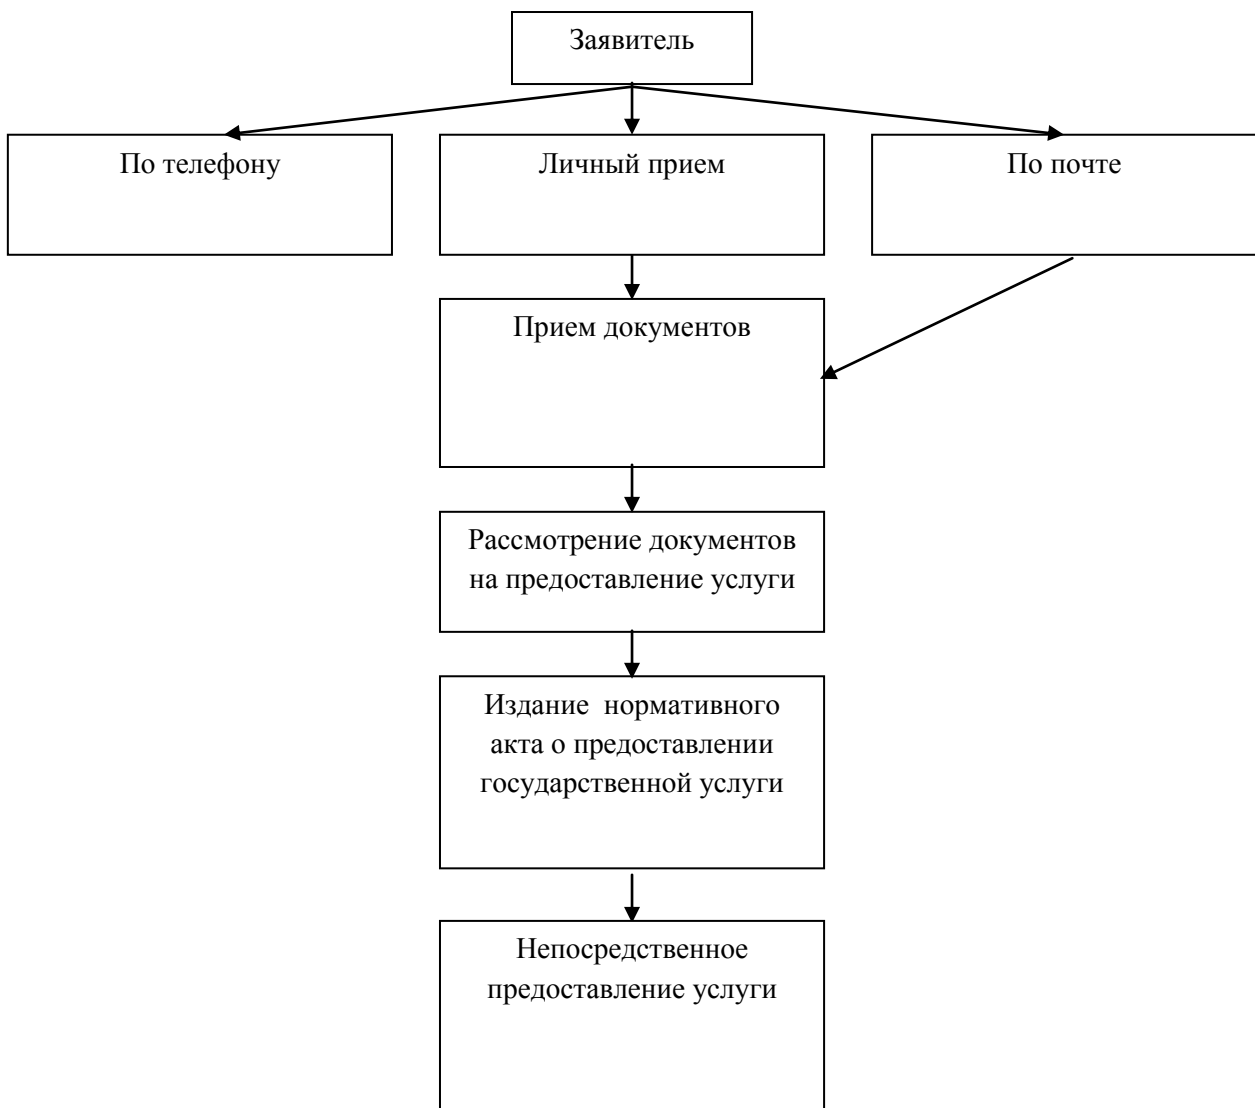 Заявитель
По телефону
Личный прием
По почте
Прием документов
Рассмотрение документов
на предоставление услуги
Издание  нормативного
акта о предоставлении
государственной услуги
Непосредственное
предоставление услуги